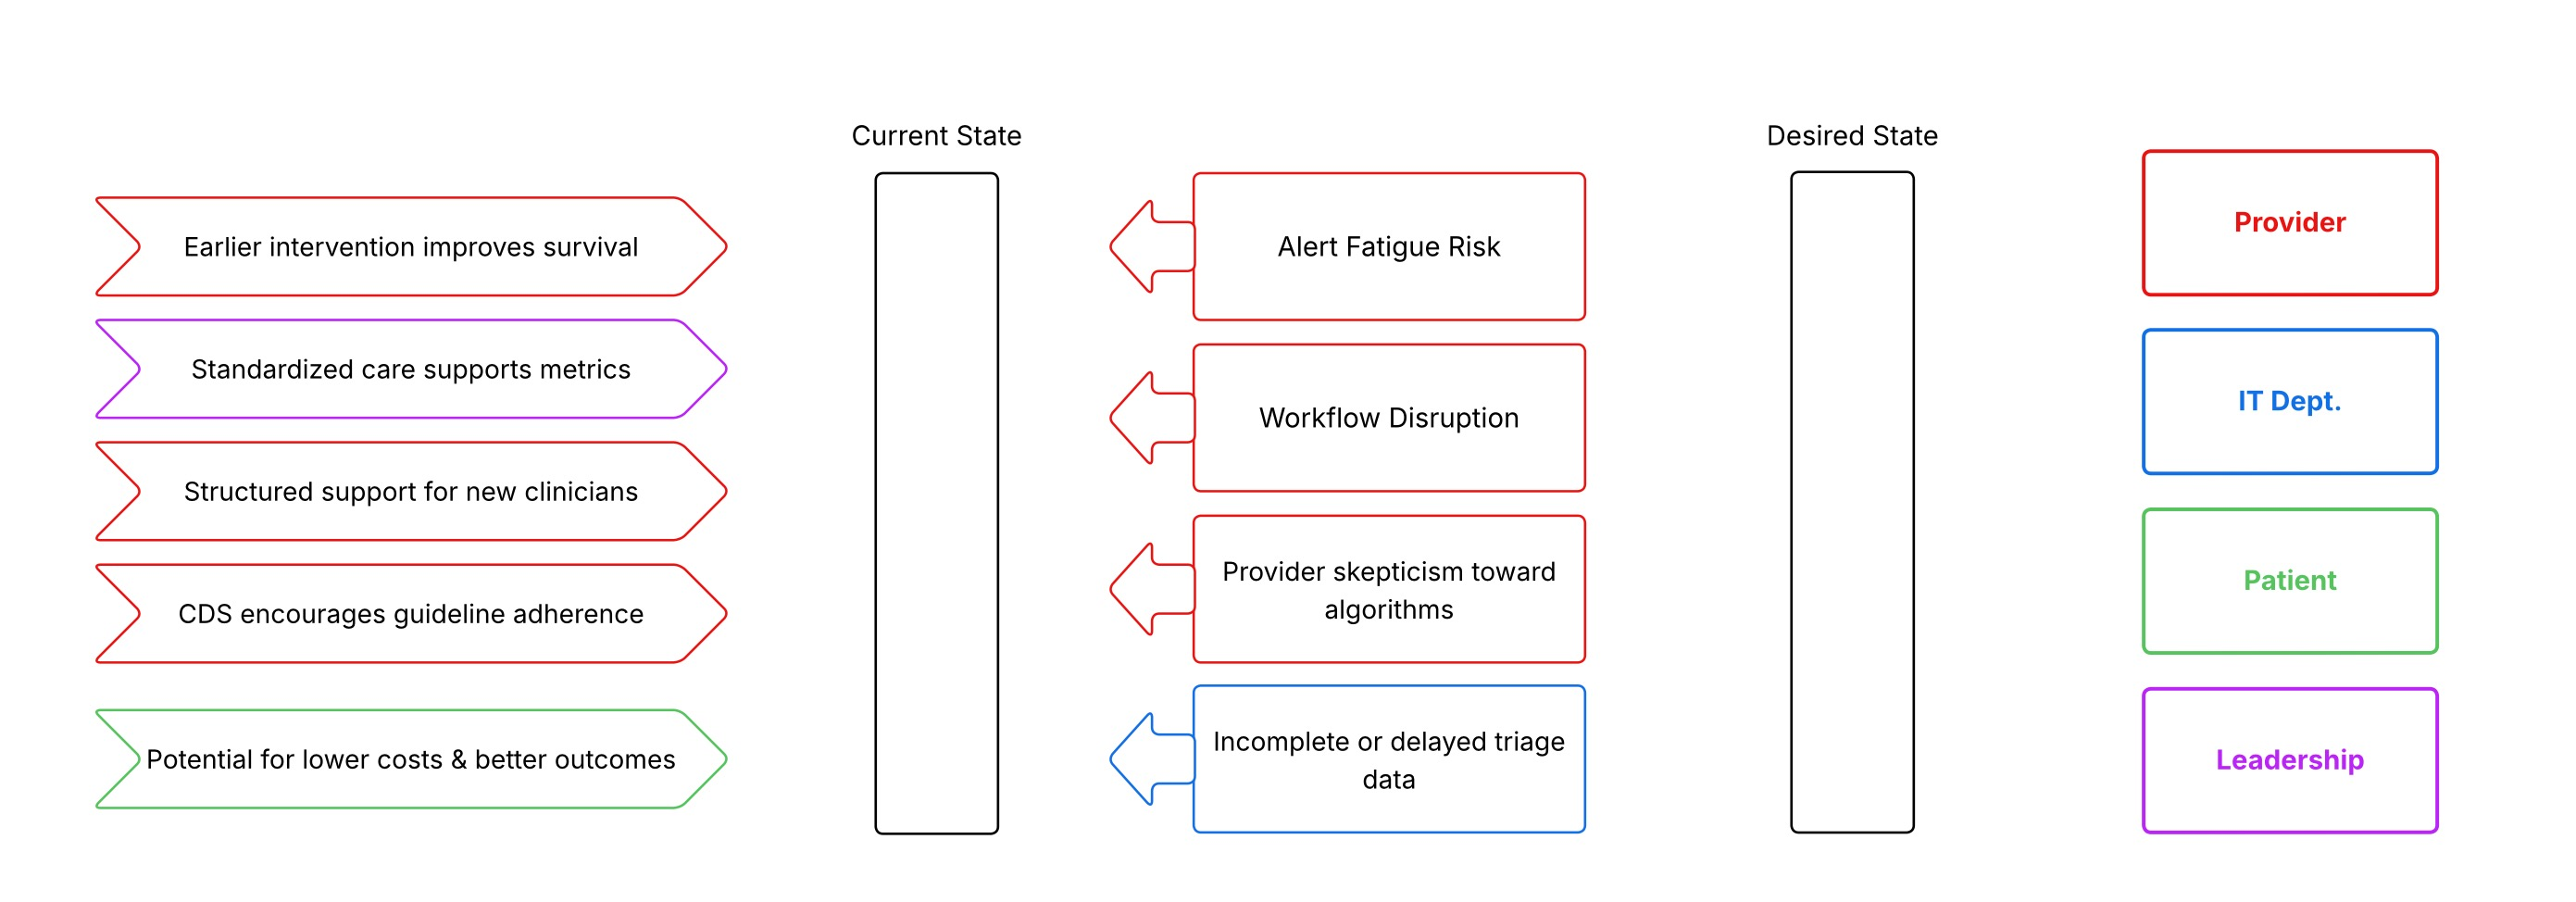 Current State
Desired State
Earlier intervention improves survival
Standardized care supports metrics
Structured support for new clinicians
CDS encourages guideline adherence
Potential for lower costs & better outcomes
Alert Fatigue Risk
Workflow Disruption
Provider skepticism toward
algorithms
Incomplete or delayed triage
data
Provider
IT Dept.
Patient
Leadership